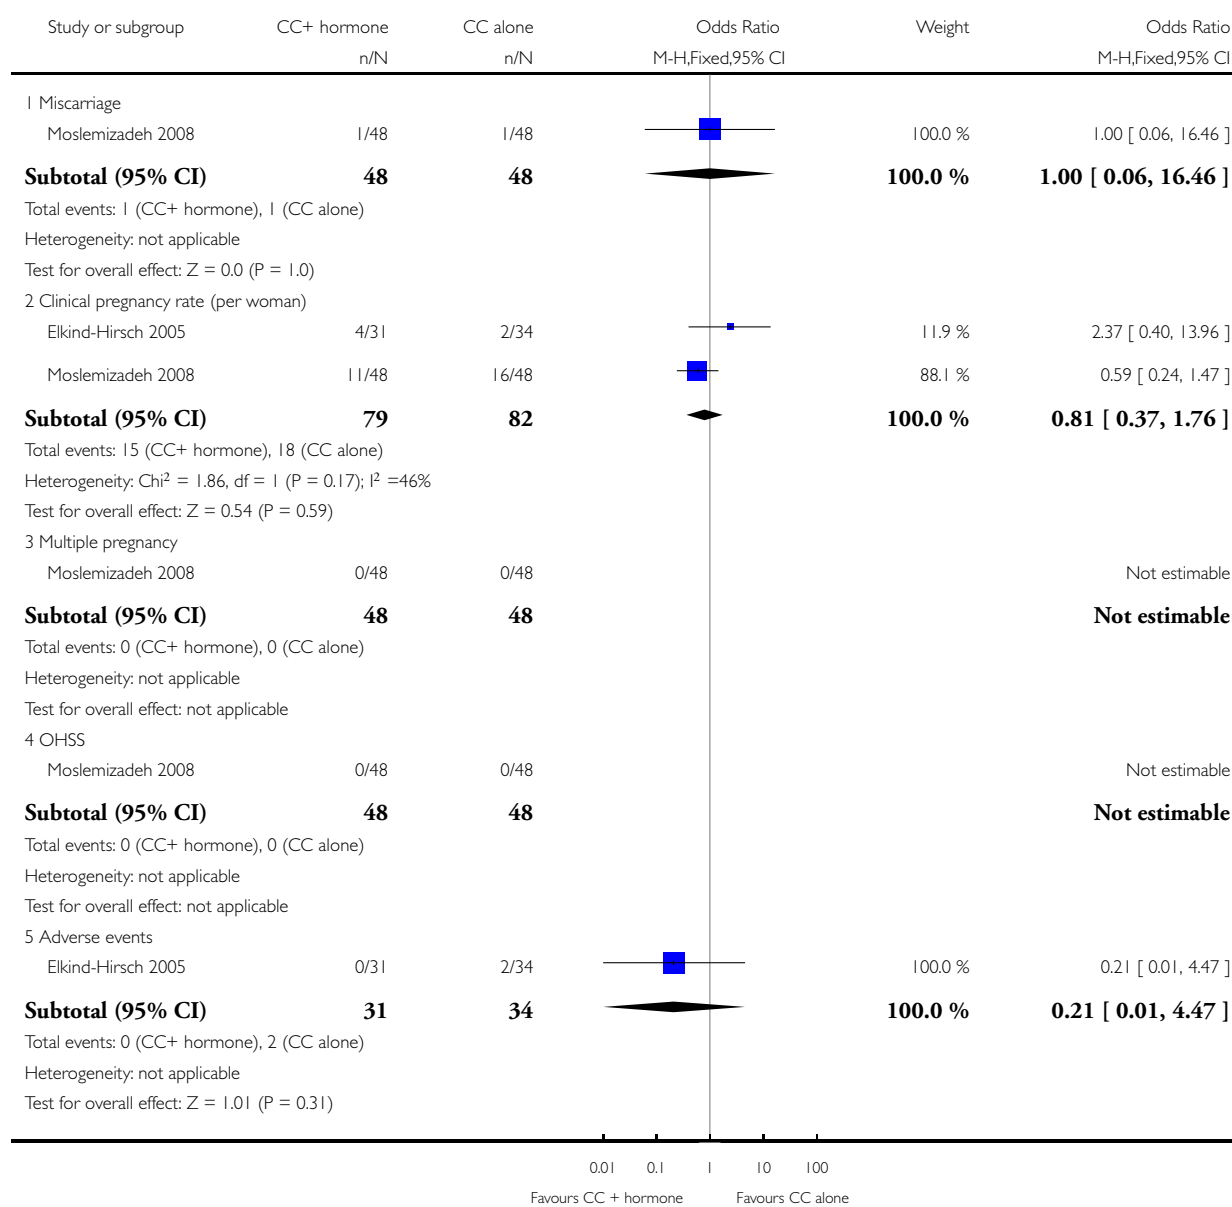 Study or subgroup CC+ hormone CC alone Odds Ratio Weight Odds Ratio
n/N n/N M-H,Fixed,95% CI M-H,Fixed,95% CI
1 Miscarriage
Moslemizadeh 2008 1/48 1/48 100.0 % 1.00 [ 0.06, 16.46 ]
Subtotal (95% CI) 48 48 100.0 % 1.00 [ 0.06, 16.46 ]
Total events: 1 (CC+ hormone), 1 (CC alone)
Heterogeneity: not applicable
Test for overall effect: Z = 0.0 (P = 1.0)
2 Clinical pregnancy rate (per woman)
Elkind-Hirsch 2005 4/31 2/34 11.9 % 2.37 [ 0.40, 13.96 ]
Moslemizadeh 2008 11/48 16/48 88.1 % 0.59 [ 0.24, 1.47 ]
Subtotal (95% CI) 79 82 100.0 % 0.81 [ 0.37, 1.76 ]
Total events: 15 (CC+ hormone), 18 (CC alone)
Heterogeneity: Chi² = 1.86, df = 1 (P = 0.17); I² =46%
Test for overall effect: Z = 0.54 (P = 0.59)
3 Multiple pregnancy
Moslemizadeh 2008 0/48 0/48 Not estimable
Subtotal (95% CI) 48 48 Not estimable
Total events: 0 (CC+ hormone), 0 (CC alone)
Heterogeneity: not applicable
Test for overall effect: not applicable
4 OHSS
Moslemizadeh 2008 0/48 0/48 Not estimable
Subtotal (95% CI) 48 48 Not estimable
Total events: 0 (CC+ hormone), 0 (CC alone)
Heterogeneity: not applicable
Test for overall effect: not applicable
5 Adverse events
Elkind-Hirsch 2005 0/31 2/34 100.0 % 0.21 [ 0.01, 4.47 ]
Subtotal (95% CI) 31 34 100.0 % 0.21 [ 0.01, 4.47 ]
Total events: 0 (CC+ hormone), 2 (CC alone)
Heterogeneity: not applicable
Test for overall effect: Z = 1.01 (P = 0.31)
0.01 0.1 1 10 100
Favours CC + hormone Favours CC alone